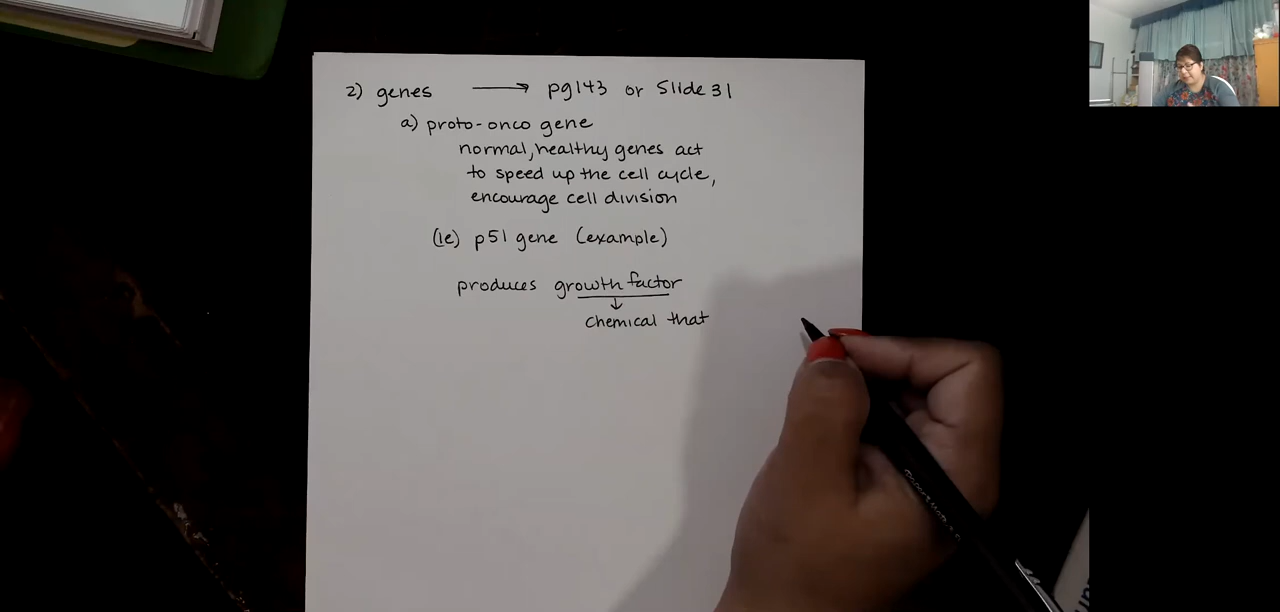 2) genes → pg143 or Slide 31
a) proto-onco gene
normal, healthy genes act
to speed up the cell cycle,
encourage cell division
(ie) p51 gene (example)
produces growth factor
↓
chemical that